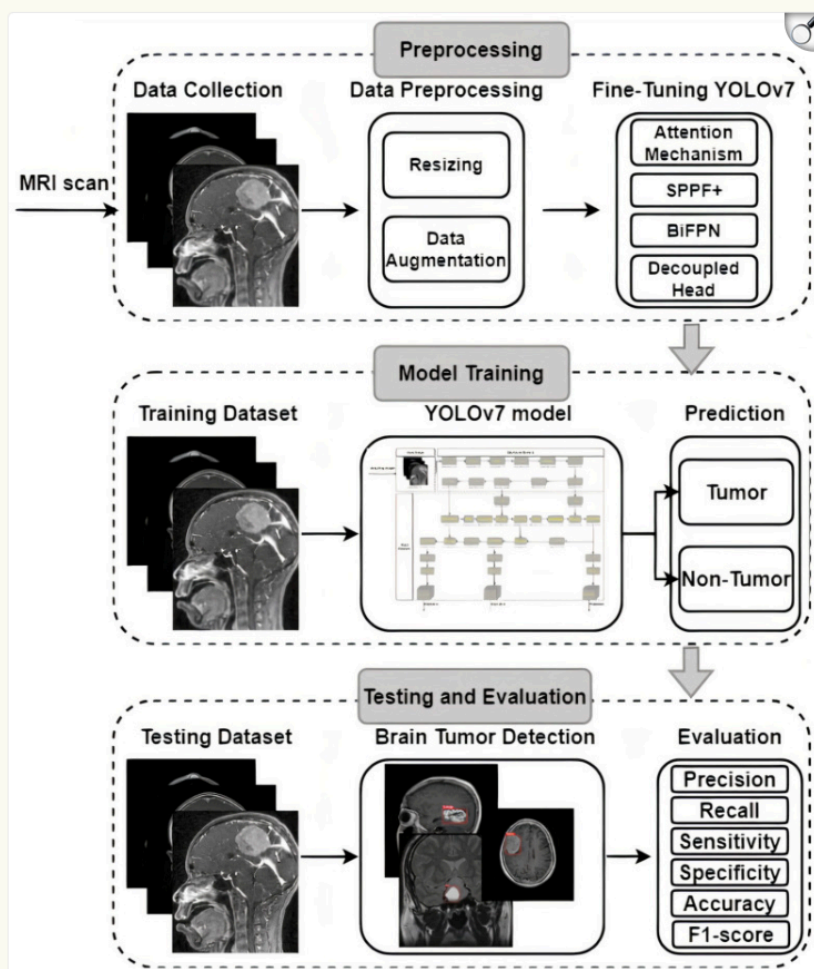 Preprocessing
Data Collection
Data Preprocessing
Fine-Tuning YOLOv7
MRI scan
Resizing
Data
Augmentation
Attention
Mechanism
SPPF+
BiFPN
Decoupled
Head
Model Training
Training Dataset
YOLOv7 model
Prediction
Tumor
Non-Tumor
Testing and Evaluation
Testing Dataset
Brain Tumor Detection
Evaluation
Precision
Recall
Sensitivity
Specificity
Accuracy
F1-score